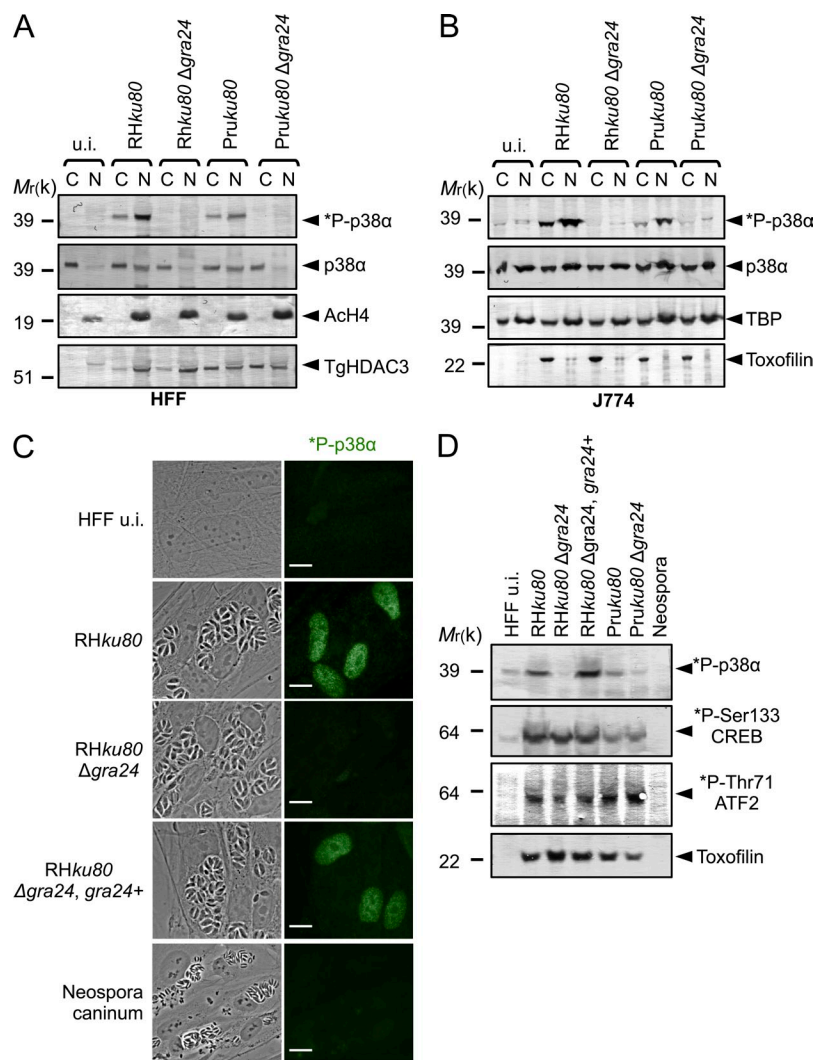 A
u.i.
RHku80
Rhku80 Δgra24
Pruku80
Pruku80 Δgra24
C N C N C N C N C N
Mr(k)
39
*P-p38α
39
p38α
19
AcH4
51
TgHDAC3
HFF
B
u.i.
RHku80
Rhku80 Δgra24
Pruku80
Pruku80 Δgra24
C N C N C N C N C N
Mr(k)
39
*P-p38α
39
p38α
39
TBP
22
Toxofilin
J774
C
*P-p38α
HFF u.i.
RHku80
RHku80
Δgra24
RHku80
Δgra24, gra24+
Neospora
caninum
D
HFF u.i.
RHku80
RHku80 Δgra24
RHku80 Δgra24, gra24+
Pruku80
Pruku80 Δgra24
Neospora
Mr(k)
39
*P-p38α
64
*P-Ser133
CREB
64
*P-Thr71
ATF2
22
Toxofilin